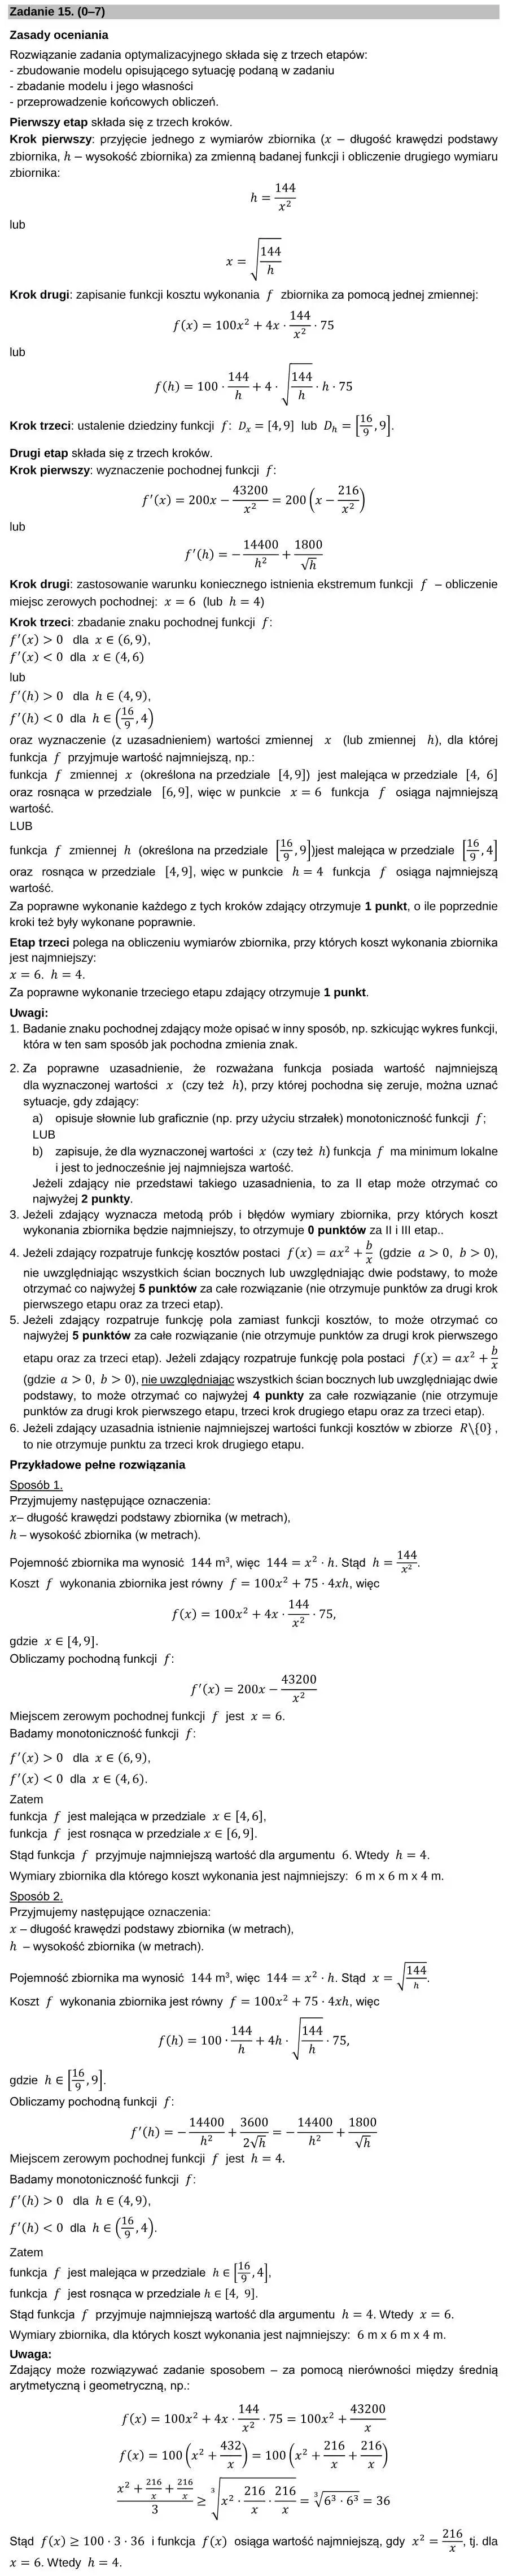 Zadanie 15. (0–7)
Zasady oceniania
Rozwiązanie zadania optymalizacyjnego składa się z trzech etapów:
- zbudowanie modelu opisującego sytuację podaną w zadaniu
- zbadanie modelu i jego własności
- przeprowadzenie końcowych obliczeń.
Pierwszy etap składa się z trzech kroków.
Krok pierwszy: przyjęcie jednego z wymiarów zbiornika (x – długość krawędzi podstawy
zbiornika, h – wysokość zbiornika) za zmienną badanej funkcji i obliczenie drugiego wymiaru
zbiornika:
h = 144/x²
lub
x = √(144/h)
Krok drugi: zapisanie funkcji kosztu wykonania f zbiornika za pomocą jednej zmiennej:
f(x) = 100x² + 4x · 144/x² · 75
lub
f(h) = 100 · 144/h + 4 · √(144/h) · h · 75
Krok trzeci: ustalenie dziedziny funkcji f: Dₓ = [4, 9] lub Dₕ = [16/9, 9].
Drugi etap składa się z trzech kroków.
Krok pierwszy: wyznaczenie pochodnej funkcji f:
f′(x) = 200x − 43200/x² = 200 (x − 216/x²)
lub
f′(h) = − 14400/h² + 1800/√h
Krok drugi: zastosowanie warunku koniecznego istnienia ekstremum funkcji f – obliczenie
miejsc zerowych pochodnej: x = 6 (lub h = 4)
Krok trzeci: zbadanie znaku pochodnej funkcji f:
f′(x) > 0 dla x ∈ (6, 9),
f′(x) < 0 dla x ∈ (4, 6)
lub
f′(h) > 0 dla h ∈ (4, 9),
f′(h) < 0 dla h ∈ (16/9, 4)
oraz wyznaczenie (z uzasadnieniem) wartości zmiennej x (lub zmiennej h), dla której
funkcja f przyjmuje wartość najmniejszą, np.:
funkcja f zmiennej x (określona na przedziale [4, 9]) jest malejąca w przedziale [4, 6]
oraz rosnąca w przedziale [6, 9], więc w punkcie x = 6 funkcja f osiąga najmniejszą
wartość.
LUB
funkcja f zmiennej h (określona na przedziale [16/9, 9])jest malejąca w przedziale [16/9, 4]
oraz rosnąca w przedziale [4, 9], więc w punkcie h = 4 funkcja f osiąga najmniejszą
wartość.
Za poprawne wykonanie każdego z tych kroków zdający otrzymuje 1 punkt, o ile poprzednie
kroki też były wykonane poprawnie.
Etap trzeci polega na obliczeniu wymiarów zbiornika, przy których koszt wykonania zbiornika
jest najmniejszy:
x = 6. h = 4.
Za poprawne wykonanie trzeciego etapu zdający otrzymuje 1 punkt.
Uwagi:
1. Badanie znaku pochodnej zdający może opisać w inny sposób, np. szkicując wykres funkcji,
która w ten sam sposób jak pochodna zmienia znak.
2. Za poprawne uzasadnienie, że rozważana funkcja posiada wartość najmniejszą
dla wyznaczonej wartości x (czy też h), przy której pochodna się zeruje, można uznać
sytuacje, gdy zdający:
a) opisuje słownie lub graficznie (np. przy użyciu strzałek) monotoniczność funkcji f;
LUB
b) zapisuje, że dla wyznaczonej wartości x (czy też h) funkcja f ma minimum lokalne
i jest to jednocześnie jej najmniejsza wartość.
Jeżeli zdający nie przedstawi takiego uzasadnienia, to za II etap może otrzymać co
najwyżej 2 punkty.
3. Jeżeli zdający wyznacza metodą prób i błędów wymiary zbiornika, przy których koszt
wykonania zbiornika będzie najmniejszy, to otrzymuje 0 punktów za II i III etap..
4. Jeżeli zdający rozpatruje funkcję kosztów postaci f(x) = ax² + b/x (gdzie a > 0, b > 0),
nie uwzględniając wszystkich ścian bocznych lub uwzględniając dwie podstawy, to może
otrzymać co najwyżej 5 punktów za całe rozwiązanie (nie otrzymuje punktów za drugi krok
pierwszego etapu oraz za trzeci etap).
5. Jeżeli zdający rozpatruje funkcję pola zamiast funkcji kosztów, to może otrzymać co
najwyżej 5 punktów za całe rozwiązanie (nie otrzymuje punktów za drugi krok pierwszego
etapu oraz za trzeci etap). Jeżeli zdający rozpatruje funkcję pola postaci f(x) = ax² + b/x
(gdzie a > 0, b > 0), nie uwzględniając wszystkich ścian bocznych lub uwzględniając dwie
podstawy, to może otrzymać co najwyżej 4 punkty za całe rozwiązanie (nie otrzymuje
punktów za drugi krok pierwszego etapu, trzeci krok drugiego etapu oraz za trzeci etap).
6. Jeżeli zdający uzasadnia istnienie najmniejszej wartości funkcji kosztów w zbiorze R\{0} ,
to nie otrzymuje punktu za trzeci krok drugiego etapu.
Przykładowe pełne rozwiązania
Sposób 1.
Przyjmujemy następujące oznaczenia:
x– długość krawędzi podstawy zbiornika (w metrach),
h – wysokość zbiornika (w metrach).
Pojemność zbiornika ma wynosić 144 m³, więc 144 = x² · h. Stąd h = 144/x².
Koszt f wykonania zbiornika jest równy f = 100x² + 75 · 4xh, więc
f(x) = 100x² + 4x · 144/x² · 75,
gdzie x ∈ [4, 9].
Obliczamy pochodną funkcji f:
f′(x) = 200x − 43200/x²
Miejscem zerowym pochodnej funkcji f jest x = 6.
Badamy monotoniczność funkcji f:
f′(x) > 0 dla x ∈ (6, 9),
f′(x) < 0 dla x ∈ (4, 6).
Zatem
funkcja f jest malejąca w przedziale x ∈ [4, 6],
funkcja f jest rosnąca w przedziale x ∈ [6, 9].
Stąd funkcja f przyjmuje najmniejszą wartość dla argumentu 6. Wtedy h = 4.
Wymiary zbiornika dla którego koszt wykonania jest najmniejszy: 6 m x 6 m x 4 m.
Sposób 2.
Przyjmujemy następujące oznaczenia:
x – długość krawędzi podstawy zbiornika (w metrach),
h – wysokość zbiornika (w metrach).
Pojemność zbiornika ma wynosić 144 m³, więc 144 = x² · h. Stąd x = √(144/h).
Koszt f wykonania zbiornika jest równy f = 100x² + 75 · 4xh, więc
f(h) = 100 · 144/h + 4h · √(144/h) · 75,
gdzie h ∈ [16/9, 9].
Obliczamy pochodną funkcji f:
f′(h) = − 14400/h² + 3600/2√h = − 14400/h² + 1800/√h
Miejscem zerowym pochodnej funkcji f jest h = 4.
Badamy monotoniczność funkcji f:
f′(h) > 0 dla h ∈ (4, 9),
f′(h) < 0 dla h ∈ (16/9, 4).
Zatem
funkcja f jest malejąca w przedziale h ∈ [16/9, 4],
funkcja f jest rosnąca w przedziale h ∈ [4, 9].
Stąd funkcja f przyjmuje najmniejszą wartość dla argumentu h = 4. Wtedy x = 6.
Wymiary zbiornika, dla których koszt wykonania jest najmniejszy: 6 m x 6 m x 4 m.
Uwaga:
Zdający może rozwiązywać zadanie sposobem – za pomocą nierówności między średnią
arytmetyczną i geometryczną, np.:
f(x) = 100x² + 4x · 144/x² · 75 = 100x² + 43200/x
f(x) = 100 (x² + 432/x) = 100 (x² + 216/x + 216/x)
(x² + 216/x + 216/x)/3 ≥ ∛(x² · 216/x · 216/x) = ∛(6³ · 6³) = 36
Stąd f(x) ≥ 100 · 3 · 36 i funkcja f(x) osiąga wartość najmniejszą, gdy x² = 216/x, tj. dla
x = 6. Wtedy h = 4.